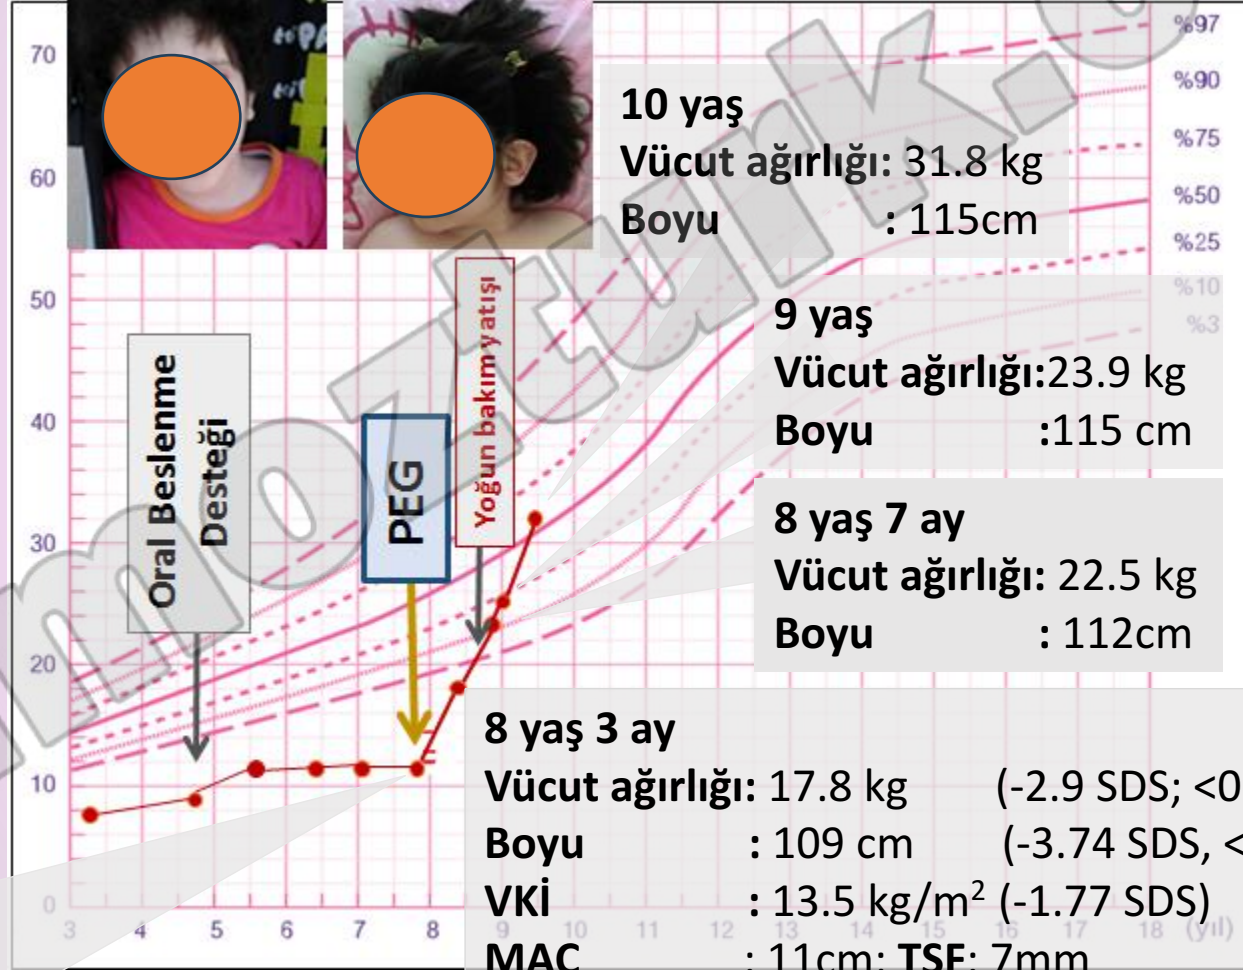 10 yaş
Vücut ağırlığı: 31.8 kg
Boyu : 115cm
9 yaş
Vücut ağırlığı:23.9 kg
Boyu :115 cm
8 yaş 7 ay
Vücut ağırlığı: 22.5 kg
Boyu : 112cm
8 yaş 3 ay
Vücut ağırlığı: 17.8 kg (-2.9 SDS; <0
Boyu : 109 cm (-3.74 SDS, <
VKİ : 13.5 kg/m² (-1.77 SDS)
MAC : 11cm; TSF: 7mm
Oral Beslenme
Desteği
PEG
Yoğun bakım yatışı
%97
%90
%75
%50
%25
%10
%3
70
60
50
40
30
20
10
0
3 4 5 6 7 8 9 10 11 12 13 14 15 16 17 18 (yıl)